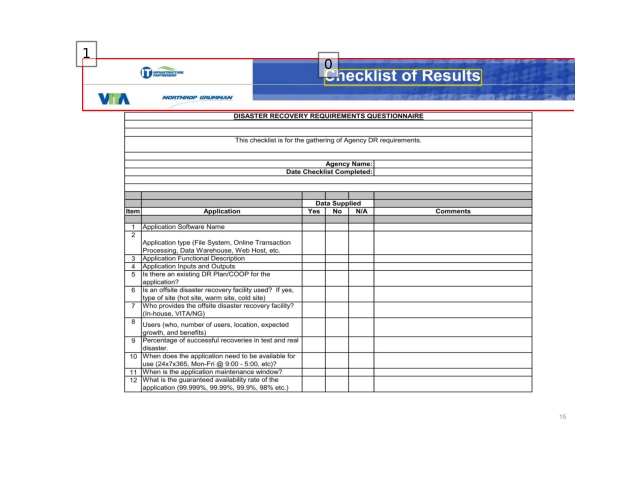 1
0
IT INFRASTRUCTURE
PARTNERSHIP
Checklist of Results
VITA
NORTHROP GRUMMAN
DISASTER RECOVERY REQUIREMENTS QUESTIONNAIRE
This checklist is for the gathering of Agency DR requirements.
Agency Name:
Date Checklist Completed:
Data Supplied
Item Application Yes No N/A Comments
1 Application Software Name
2
Application type (File System, Online Transaction
Processing, Data Warehouse, Web Host, etc.
3 Application Functional Description
4 Application Inputs and Outputs
5 Is there an existing DR Plan/COOP for the
application?
6 Is an offsite disaster recovery facility used? If yes,
type of site (hot site, warm site, cold site)
7 Who provides the offsite disaster recovery facility?
(In-house, VITA/NG)
8
Users (who, number of users, location, expected
growth, and benefits)
9 Percentage of successful recoveries in test and real
disaster.
10 When does the application need to be available for
use (24x7x365, Mon-Fri @ 9:00 - 5:00, etc)?
11 When is the application maintenance window?
12 What is the guaranteed availability rate of the
application (99.999%, 99.99%, 99.9%, 98% etc.)
15